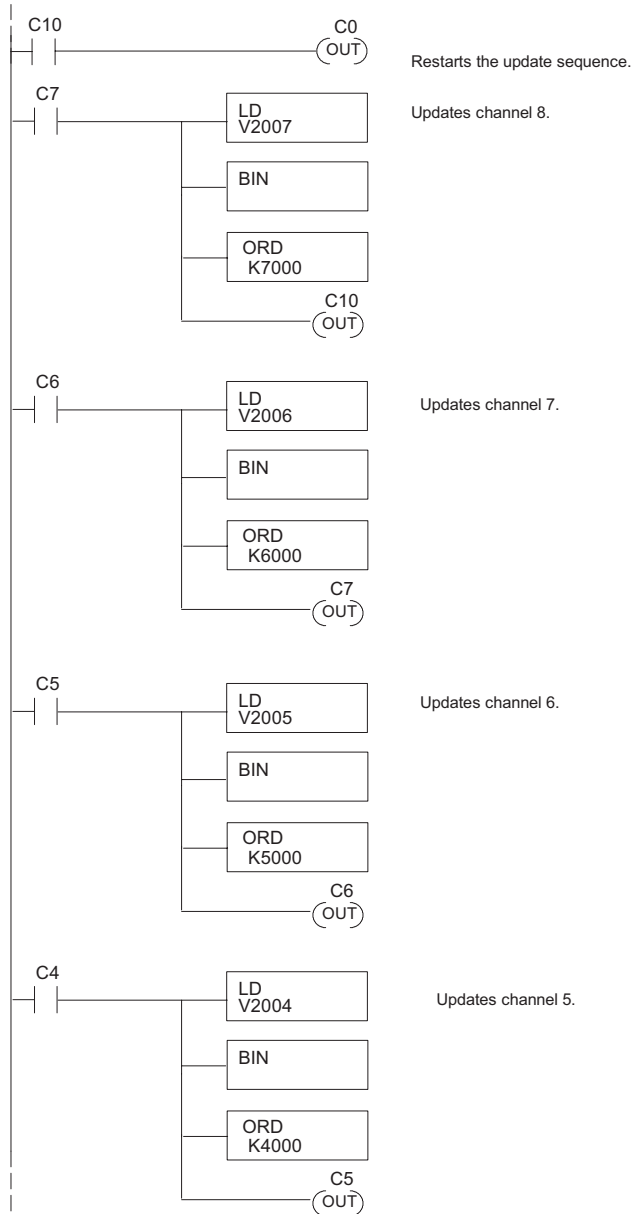 C10
C0
OUT
Restarts the update sequence.
C7
LD
V2007
Updates channel 8.
BIN
ORD
K7000
C10
OUT
C6
LD
V2006
Updates channel 7.
BIN
ORD
K6000
C7
OUT
C5
LD
V2005
Updates channel 6.
BIN
ORD
K5000
C6
OUT
C4
LD
V2004
Updates channel 5.
BIN
ORD
K4000
C5
OUT